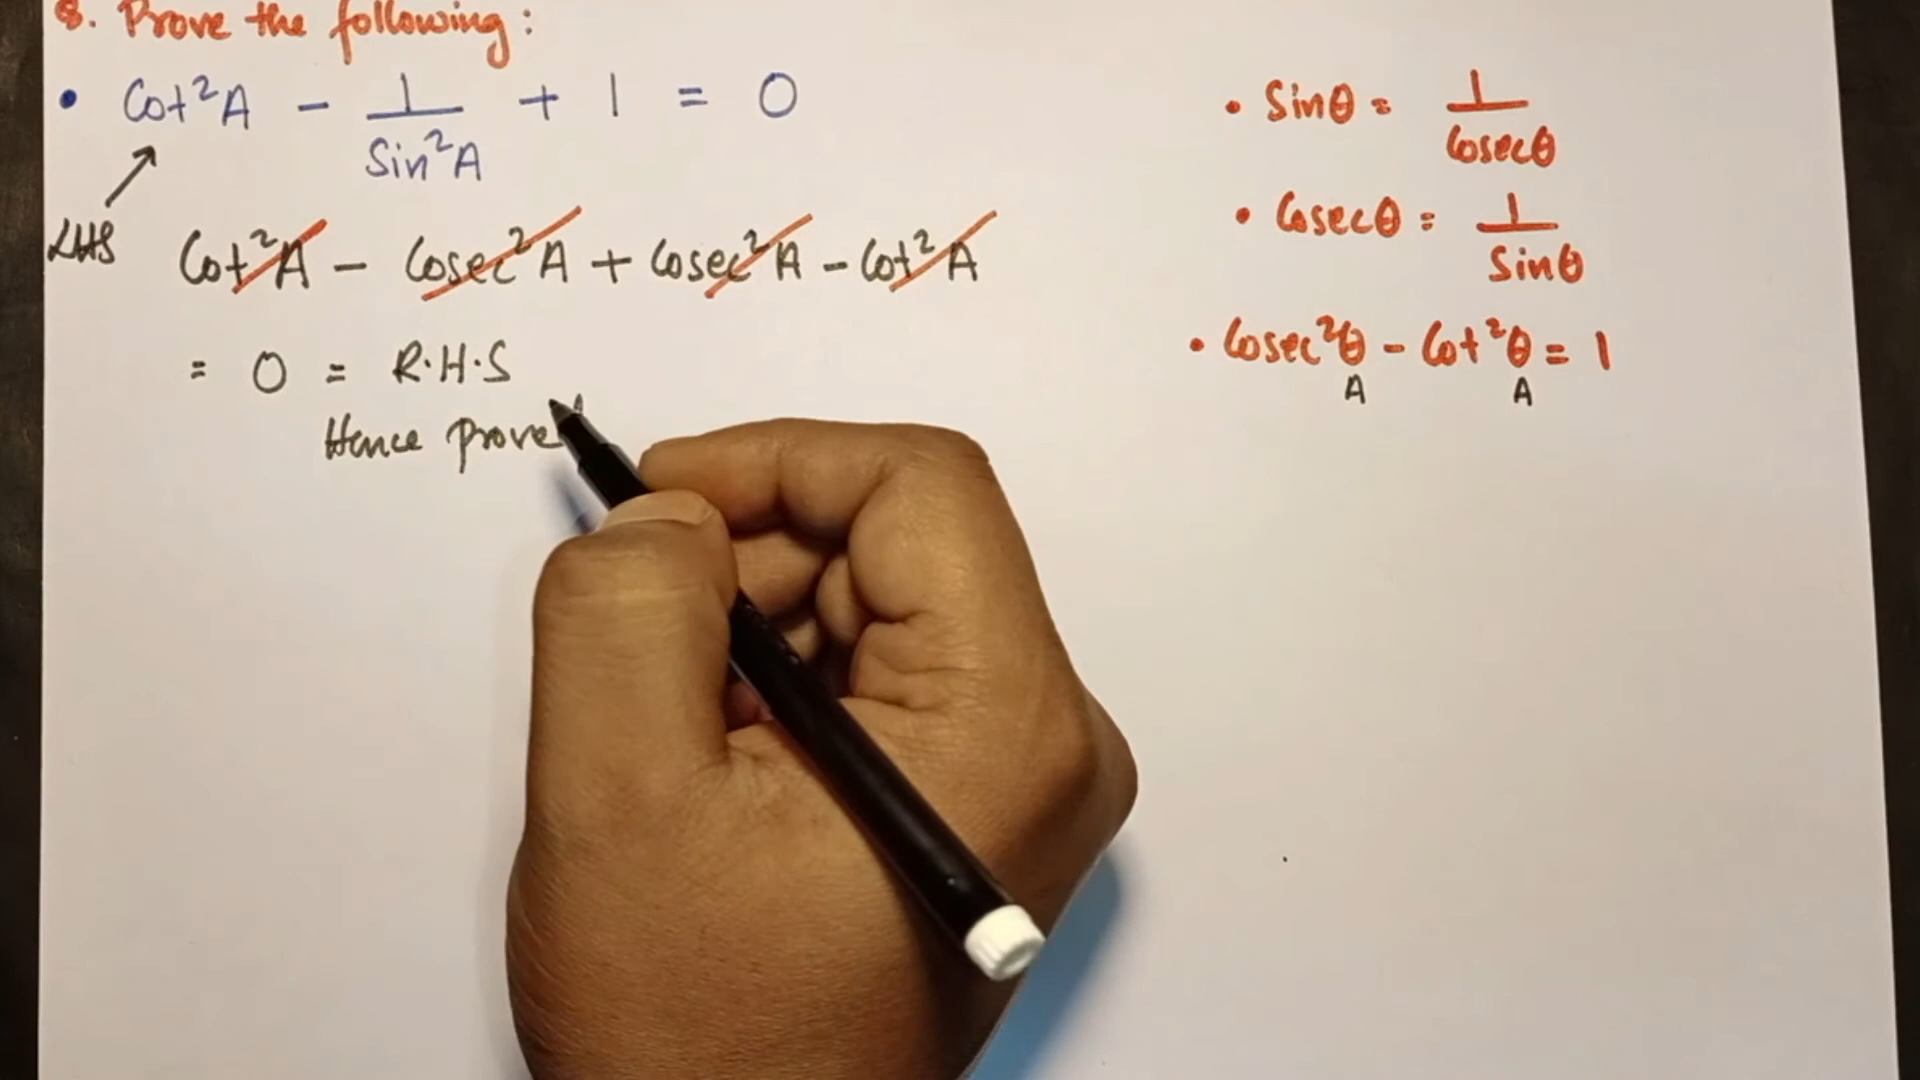 8. Prove the following:
• Cot²A - 1/Sin²A + 1 = 0
LHS Cot²A - Cosec²A + Cosec²A - Cot²A
= 0 = R.H.S
Hence prove
• Sinθ = 1/Cosecθ
• Cosecθ = 1/Sinθ
• Cosec²θ - Cot²θ = 1
A A